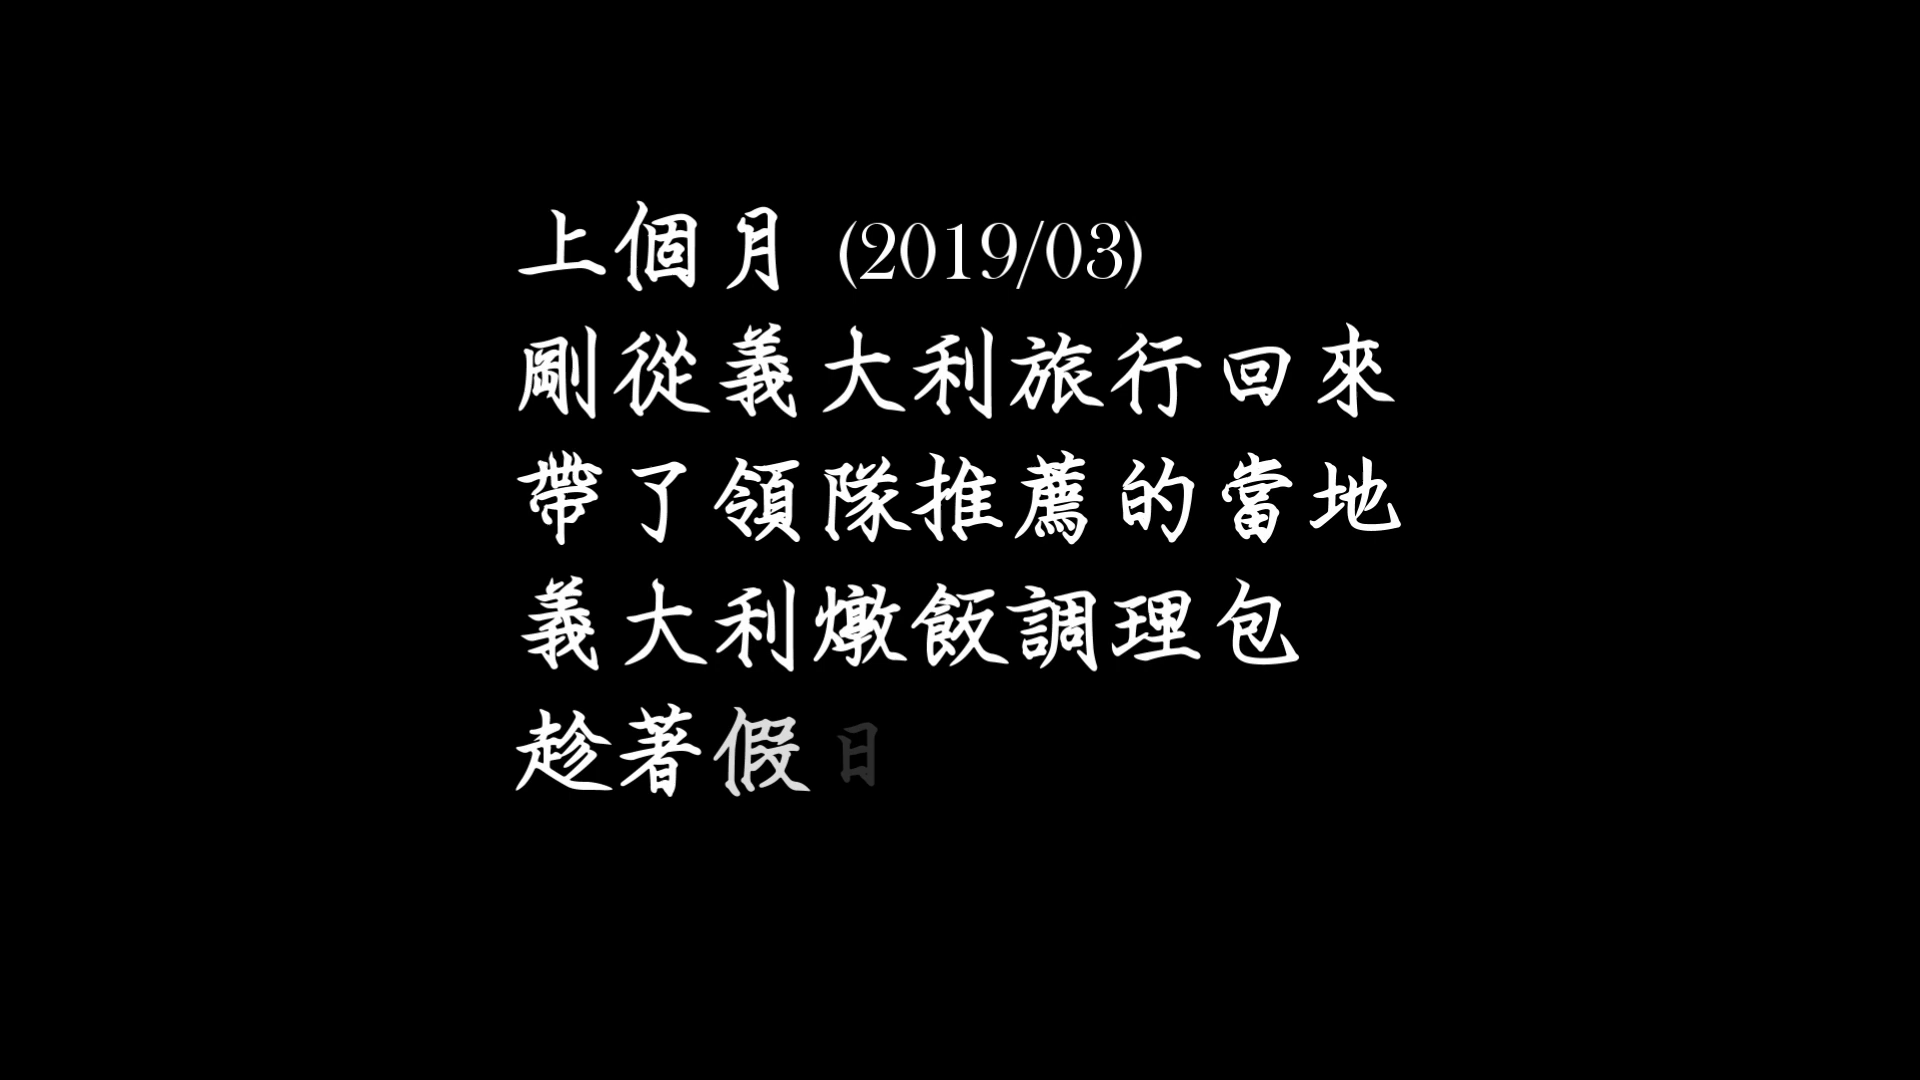 上個月 (2019/03)
剛從義大利旅行回來
帶了領隊推薦的當地
義大利燉飯調理包
趁著假日